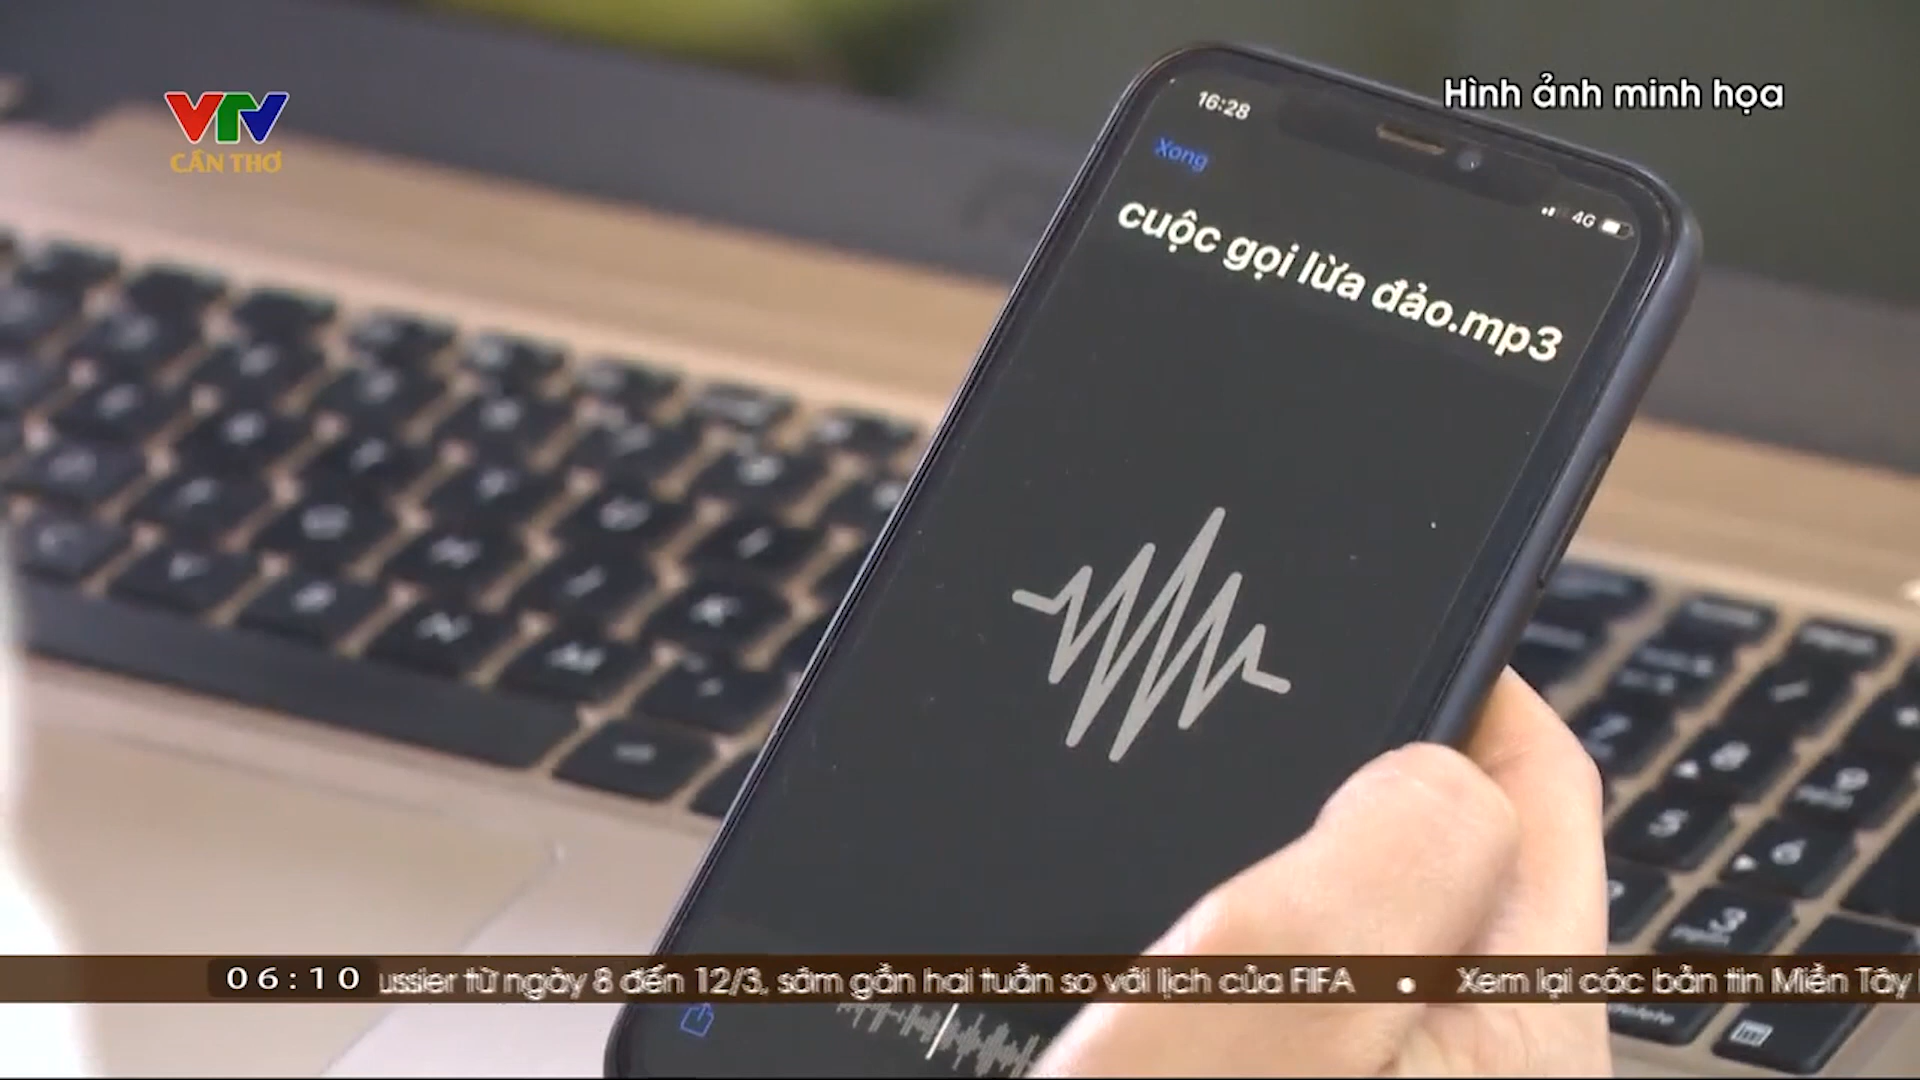 VTV
CẦN THƠ
Hình ảnh minh họa
16:28
4G
Xong
cuộc gọi lừa đảo.mp3
06:10
ussier từ ngày 8 đến 12/3, sớm gần hai tuần so với lịch của FIFA • Xem lại các bản tin Miền Tây